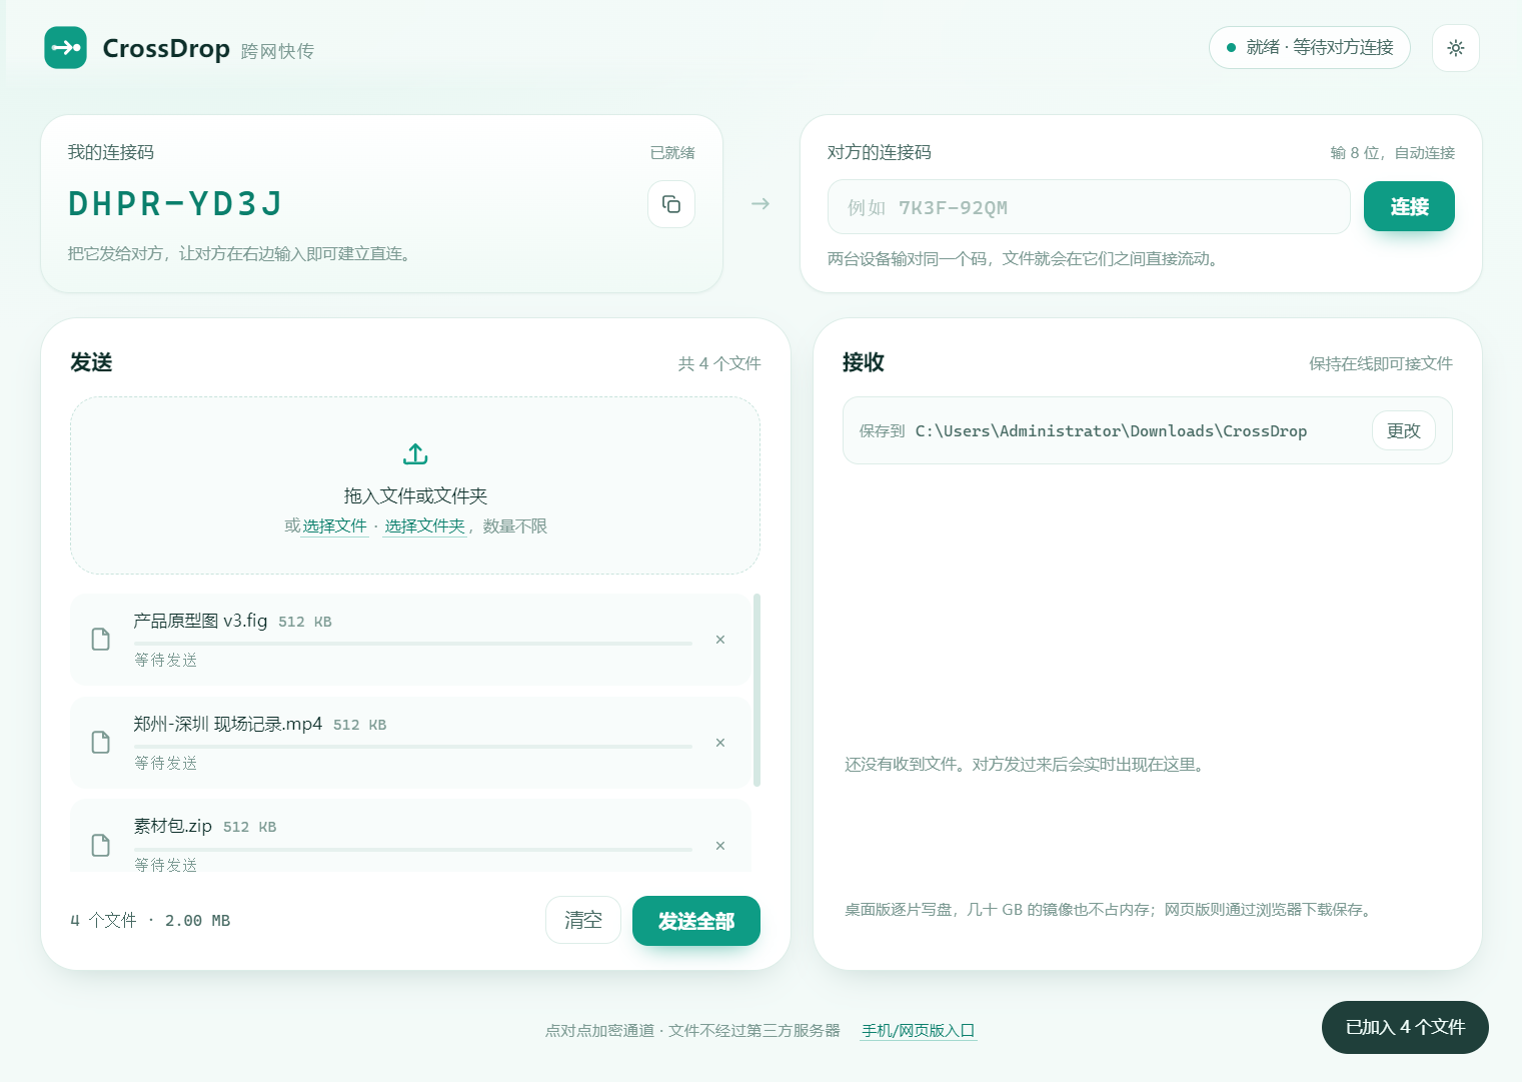 CrossDrop 跨网快传
就绪 · 等待对方连接
我的连接码
已就绪
DHPR-YD3J
把它发给对方，让对方在右边输入即可建立直连。
→
对方的连接码
输 8 位，自动连接
例如 7K3F-92QM
连接
两台设备输对同一个码，文件就会在它们之间直接流动。
发送
共 4 个文件
拖入文件或文件夹
或选择文件 · 选择文件夹，数量不限
产品原型图 v3.fig 512 KB
等待发送
郑州-深圳 现场记录.mp4 512 KB
等待发送
素材包.zip 512 KB
等待发送
4 个文件 · 2.00 MB
清空
发送全部
接收
保持在线即可接文件
保存到 C:\Users\Administrator\Downloads\CrossDrop
更改
还没有收到文件。对方发过来后会实时出现在这里。
桌面版逐片写盘，几十 GB 的镜像也不占内存；网页版则通过浏览器下载保存。
点对点加密通道 · 文件不经过第三方服务器 手机/网页版入口
已加入 4 个文件